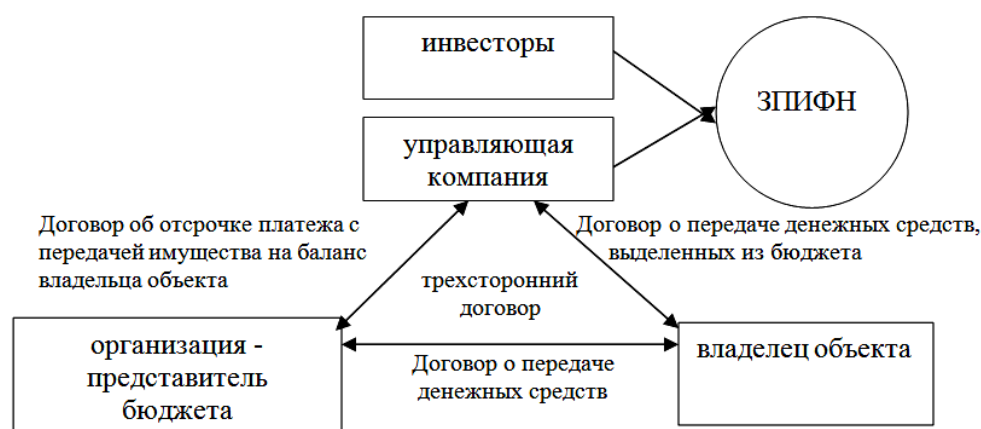 инвесторы
ЗПИФН
управляющая
компания
Договор об отсрочке платежа с
передачей имущества на баланс
владельца объекта
Договор о передаче денежных средств,
выделенных из бюджета
трехсторонний
договор
организация -
представитель
бюджета
Договор о передаче
денежных средств
владелец объекта